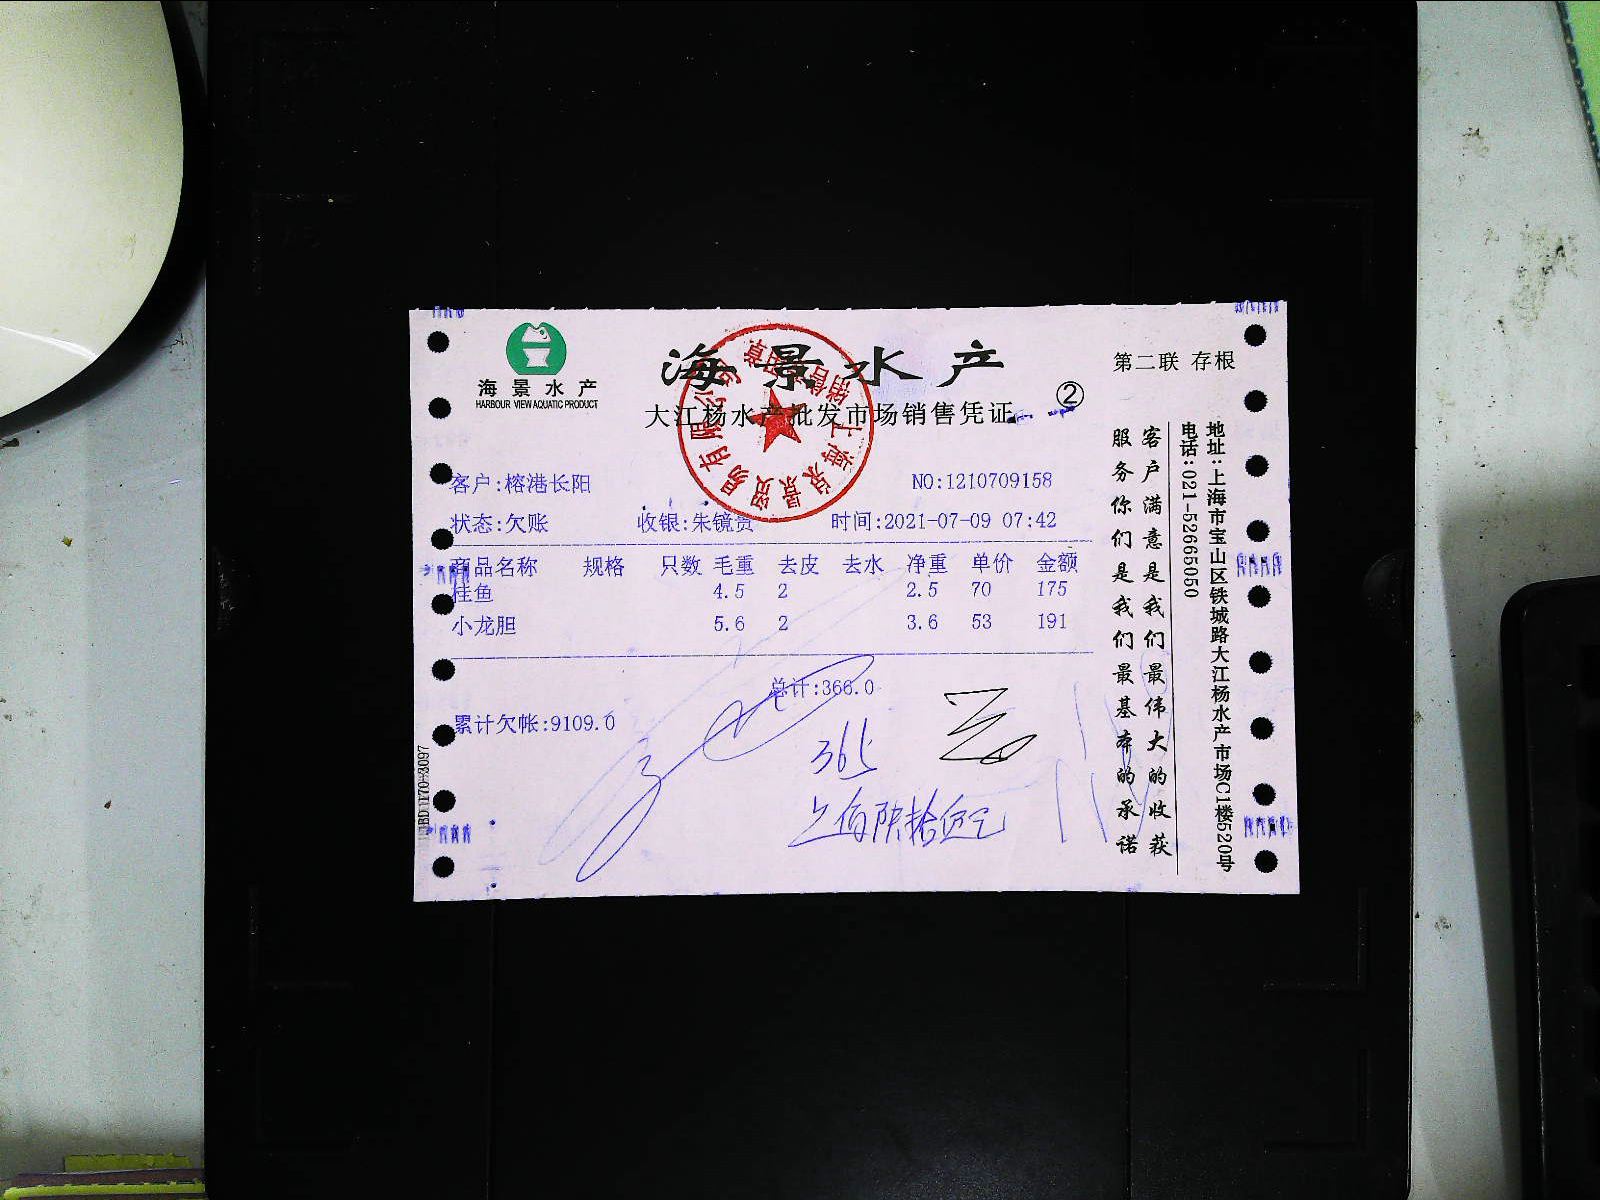 海景水产
HARBOUR VIEW AQUATIC PRODUCT
海景水产
大江杨水产批发市场销售凭证
②
第二联 存根
客户:榕港长阳
NO:1210709158
状态:欠账 收银:朱镜贵 时间:2021-07-09 07:42
商品名称 规格 只数 毛重 去皮 去水 净重 单价 金额
桂鱼 4.5 2 2.5 70 175
小龙胆 5.6 2 3.6 53 191
总计:366.0
累计欠帐:9109.0
365
客户满意是我们最伟大的收获
服务你们是我们最基本的承诺
地址:上海市宝山区铁城路大江杨水产市场C1楼520号
电话:021-52665050